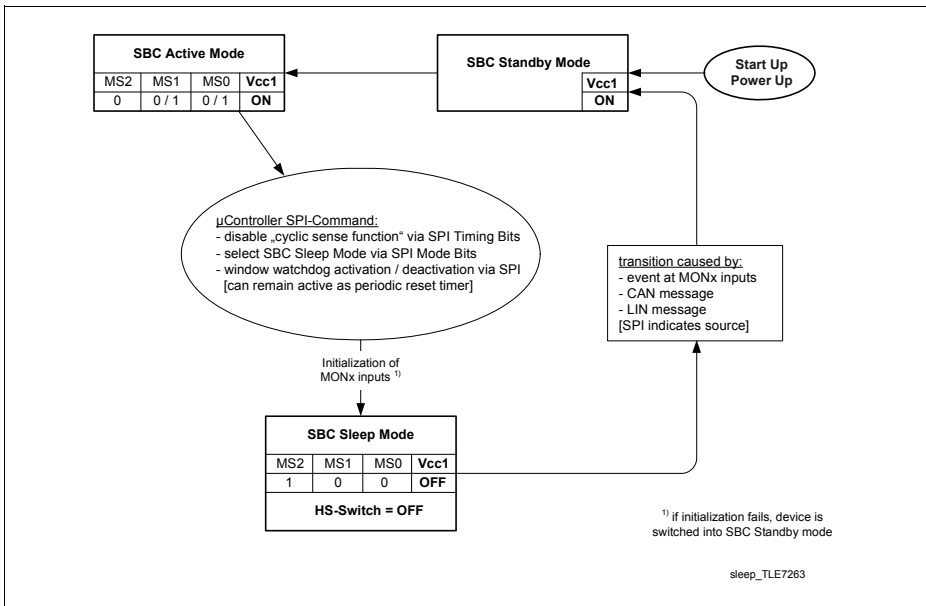 SBC Active Mode
MS2 MS1 MS0 Vcc1
0 0 / 1 0 / 1 ON
SBC Standby Mode
Vcc1
ON
Start Up
Power Up
µController SPI-Command:
- disable „cyclic sense function“ via SPI Timing Bits
- select SBC Sleep Mode via SPI Mode Bits
- window watchdog activation / deactivation via SPI
[can remain active as periodic reset timer]
transition caused by:
- event at MONx inputs
- CAN message
- LIN message
[SPI indicates source]
Initialization of
MONx inputs 1)
SBC Sleep Mode
MS2 MS1 MS0 Vcc1
1 0 0 OFF
HS-Switch = OFF
1) if initialization fails, device is
switched into SBC Standby mode
sleep_TLE7263